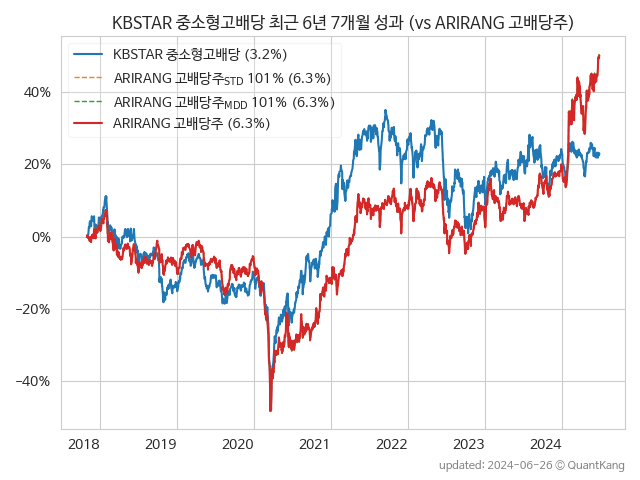 KBSTAR 중소형고배당 최근 6년 7개월 성과 (vs ARIRANG 고배당주)
KBSTAR 중소형고배당 (3.2%)
ARIRANG 고배당주STD 101% (6.3%)
ARIRANG 고배당주MDD 101% (6.3%)
ARIRANG 고배당주 (6.3%)
40%
20%
0%
−20%
−40%
2018 2019 2020 2021 2022 2023 2024
updated: 2024-06-26 ⓒ QuantKang